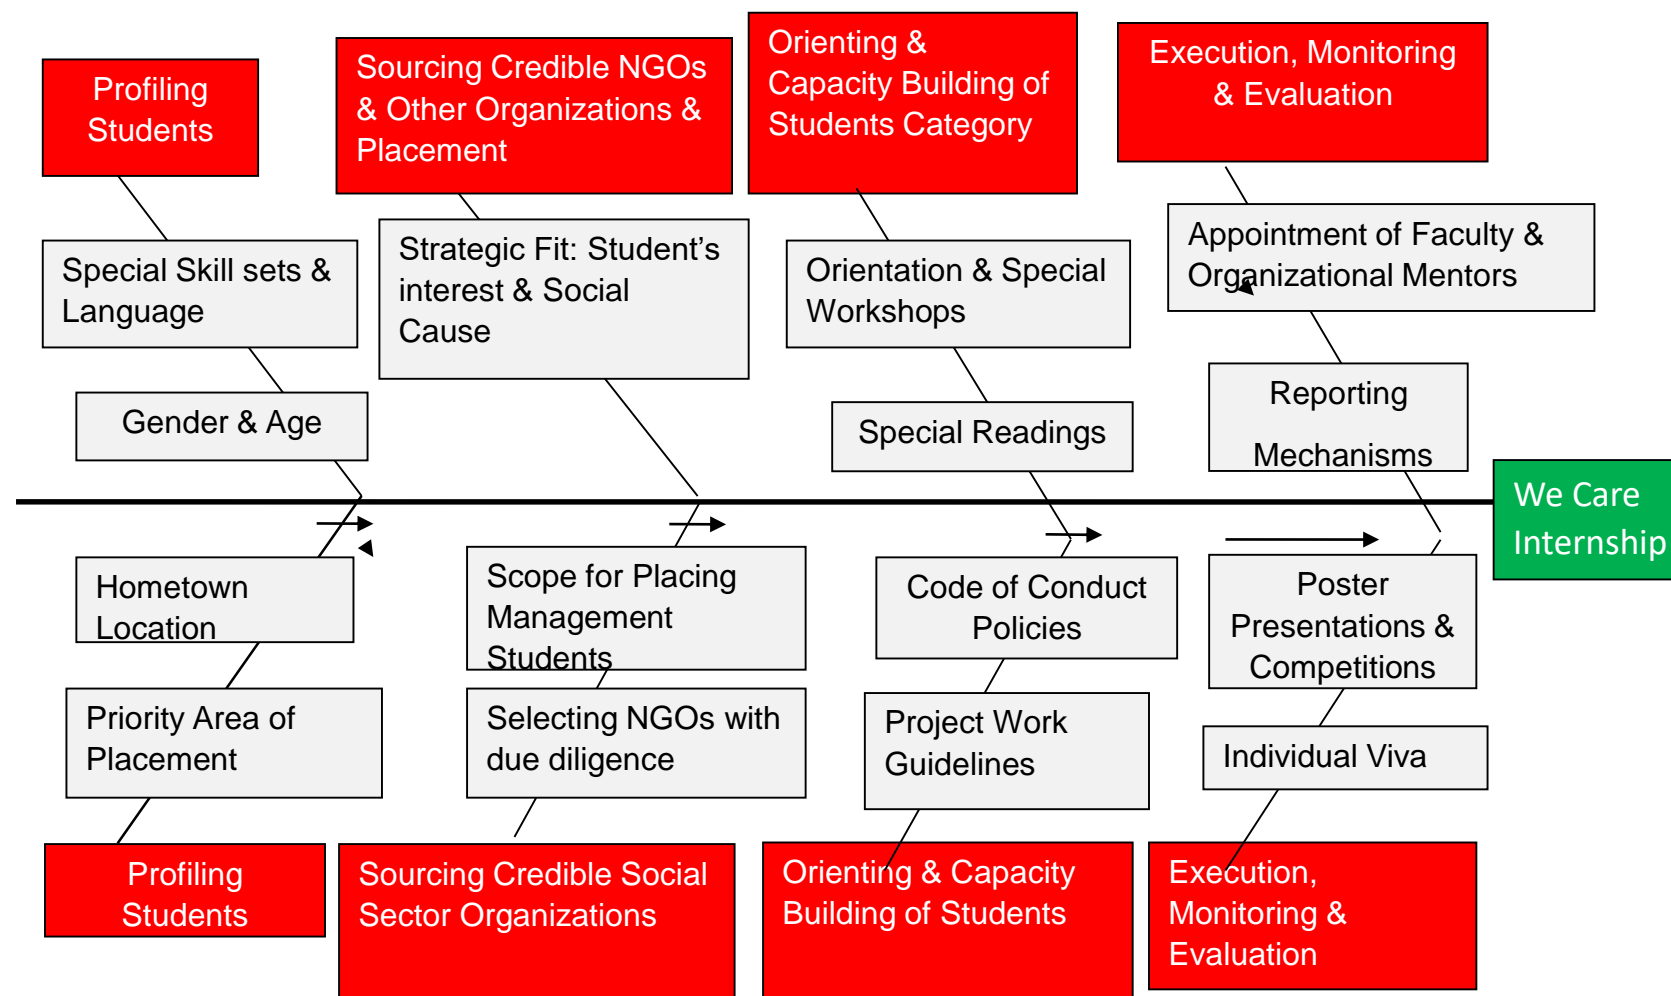 Profiling
Students
Sourcing Credible NGOs
& Other Organizations &
Placement
Orienting &
Capacity Building of
Students Category
Execution, Monitoring
& Evaluation
Special Skill sets &
Language
Strategic Fit: Student’s
interest & Social
Cause
Orientation & Special
Workshops
Appointment of Faculty &
Organizational Mentors
Gender & Age
Special Readings
Reporting
Mechanisms
We Care
Internship
Hometown
Location
Scope for Placing
Management
Students
Code of Conduct
Policies
Poster
Presentations &
Competitions
Priority Area of
Placement
Selecting NGOs with
due diligence
Project Work
Guidelines
Individual Viva
Profiling
Students
Sourcing Credible Social
Sector Organizations
Orienting & Capacity
Building of Students
Execution,
Monitoring &
Evaluation